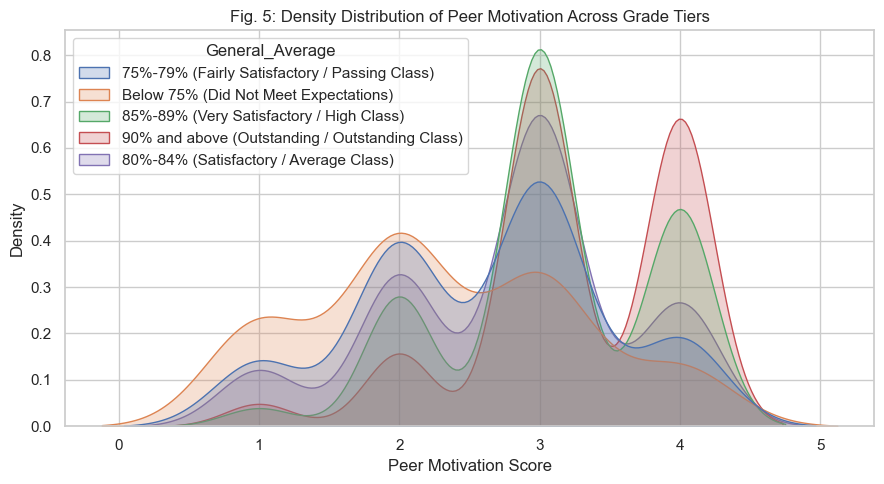 Fig. 5: Density Distribution of Peer Motivation Across Grade Tiers
General_Average
75%-79% (Fairly Satisfactory / Passing Class)
Below 75% (Did Not Meet Expectations)
85%-89% (Very Satisfactory / High Class)
90% and above (Outstanding / Outstanding Class)
80%-84% (Satisfactory / Average Class)
Density
0.8
0.7
0.6
0.5
0.4
0.3
0.2
0.1
0.0
0 1 2 3 4 5
Peer Motivation Score